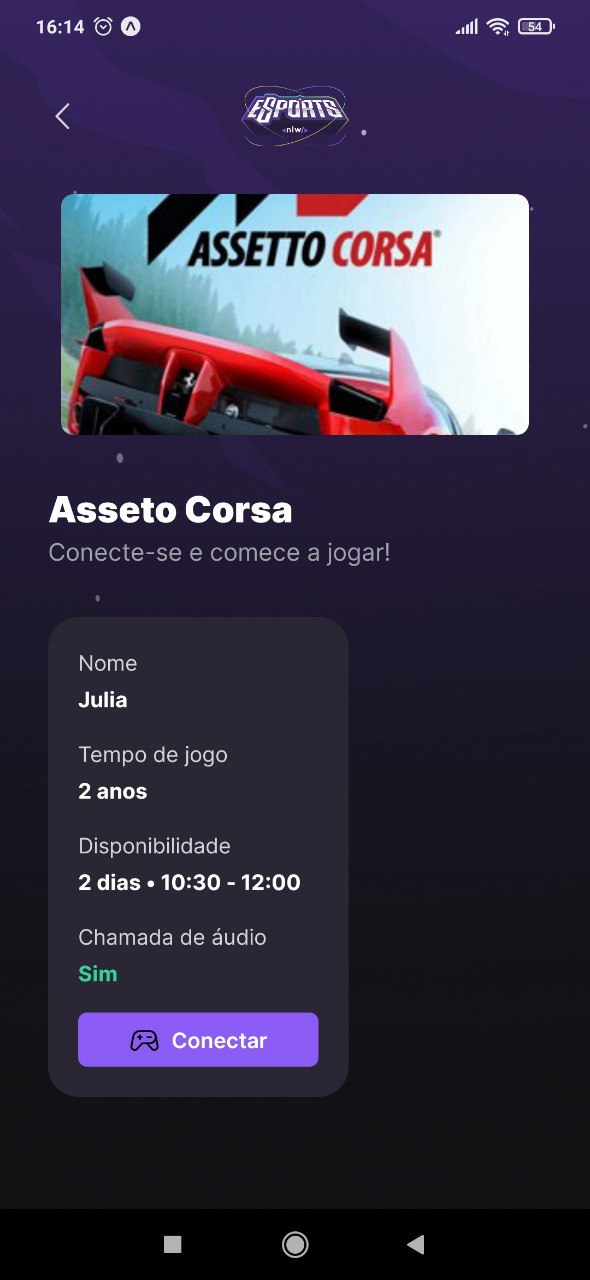 16:14
54
ESPORTS
<nlw/>
ASSETTO CORSA®
Asseto Corsa
Conecte-se e comece a jogar!
Nome
Julia
Tempo de jogo
2 anos
Disponibilidade
2 dias • 10:30 - 12:00
Chamada de áudio
Sim
Conectar